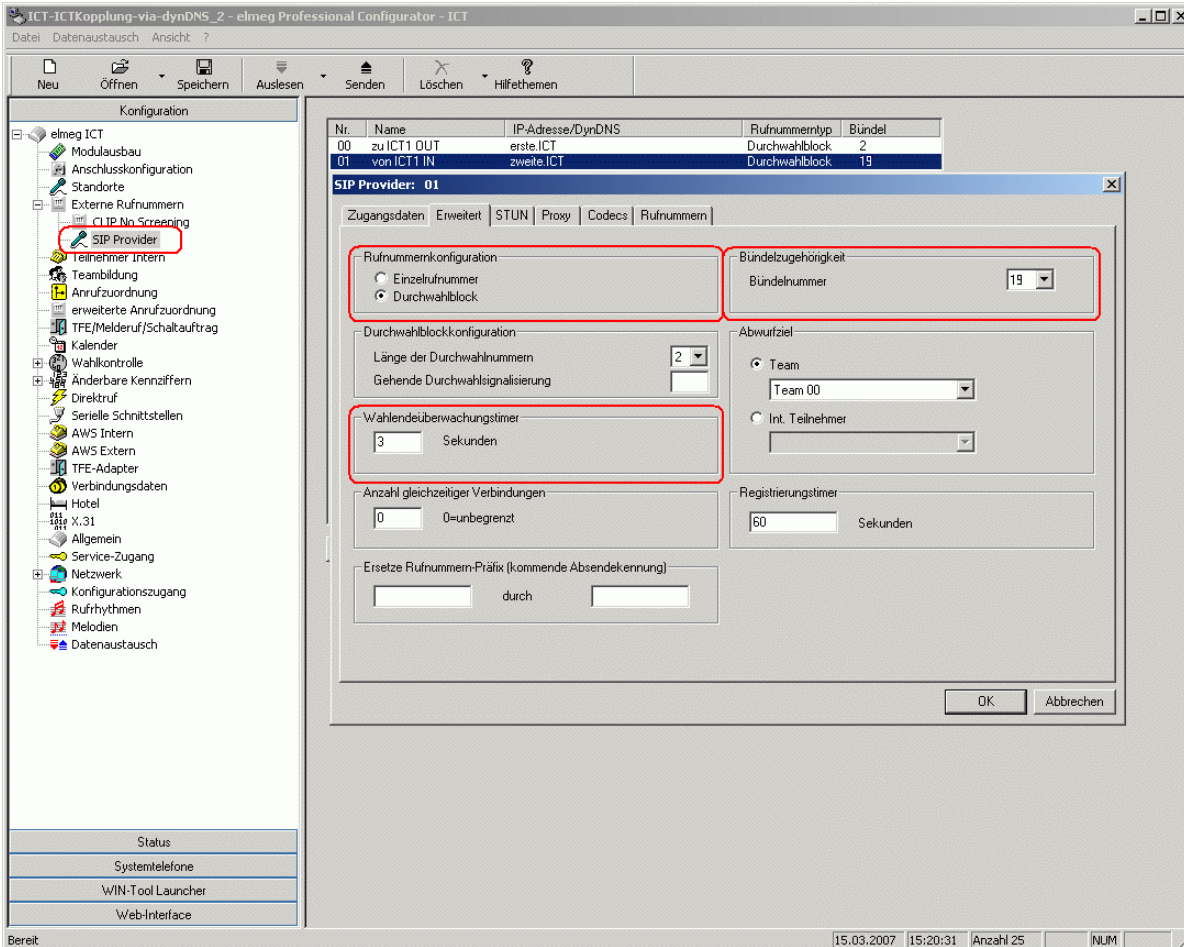 ICT-ICTKopplung-via-dynDNS_2 - elmeg Professional Configurator - ICT
Datei Datenaustausch Ansicht ?
Neu Öffnen Speichern Auslesen Senden Löschen Hilfethemen
Konfiguration
elmeg ICT
Modulausbau
Anschlusskonfiguration
Standorte
Externe Rufnummern
CLIP No Screening
SIP Provider
Teilnehmer Intern
Teambildung
Anrufzuordnung
erweiterte Anrufzuordnung
TFE/Melderuf/Schaltauftrag
Kalender
Wahlkontrolle
Änderbare Kennziffern
Direktruf
Serielle Schnittstellen
AWS Intern
AWS Extern
TFE-Adapter
Verbindungsdaten
Hotel
X.31
Allgemein
Service-Zugang
Netzwerk
Konfigurationszugang
Rufrhythmen
Melodien
Datenaustausch
Status
Systemtelefone
WIN-Tool Launcher
Web-Interface
Nr. Name IP-Adresse/DynDNS Rufnummerntyp Bündel
00 zu ICT1 OUT erste.ICT Durchwahlblock 2
01 von ICT1 IN zweite.ICT Durchwahlblock 19
SIP Provider: 01
Zugangsdaten Erweitert STUN Proxy Codecs Rufnummern
Rufnummernkonfiguration
Einzelrufnummer
Durchwahlblock
Bündelzugehörigkeit
Bündelnummer 19
Durchwahlblockkonfiguration
Länge der Durchwahlnummern 2
Gehende Durchwahlsignalisierung
Abwurfziel
Team
Team 00
Int. Teilnehmer
Wahlendeüberwachungstimer
3 Sekunden
Anzahl gleichzeitiger Verbindungen
0 0=unbegrenzt
Registrierungstimer
60 Sekunden
Ersetze Rufnummern-Präfix (kommende Absendekennung)
durch
OK Abbrechen
Bereit 15.03.2007 15:20:31 Anzahl 25 NUM